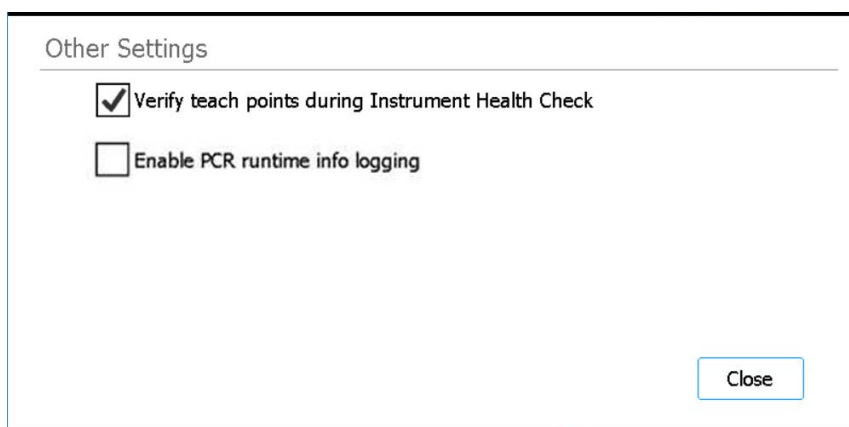 Other Settings
Verify teach points during Instrument Health Check
Enable PCR runtime info logging
Close